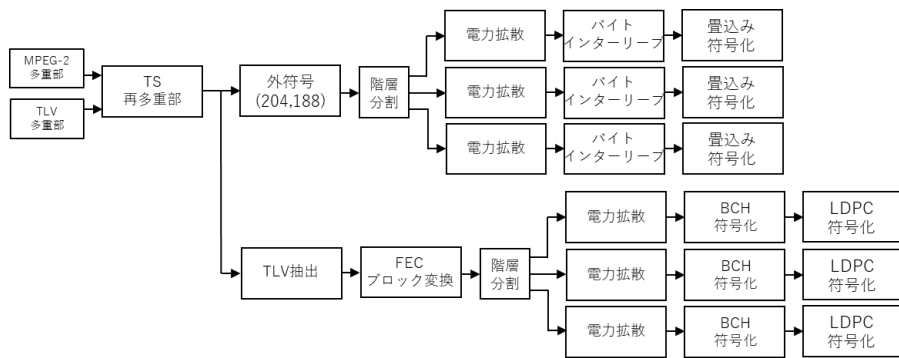 MPEG-2
多重部
TLV
多重部
TS
再多重部
外符号
(204,188)
階層
分割
電力拡散
バイト
インターリーブ
畳込み
符号化
電力拡散
バイト
インターリーブ
畳込み
符号化
電力拡散
バイト
インターリーブ
畳込み
符号化
TLV抽出
FEC
ブロック変換
階層
分割
電力拡散
BCH
符号化
LDPC
符号化
電力拡散
BCH
符号化
LDPC
符号化
電力拡散
BCH
符号化
LDPC
符号化